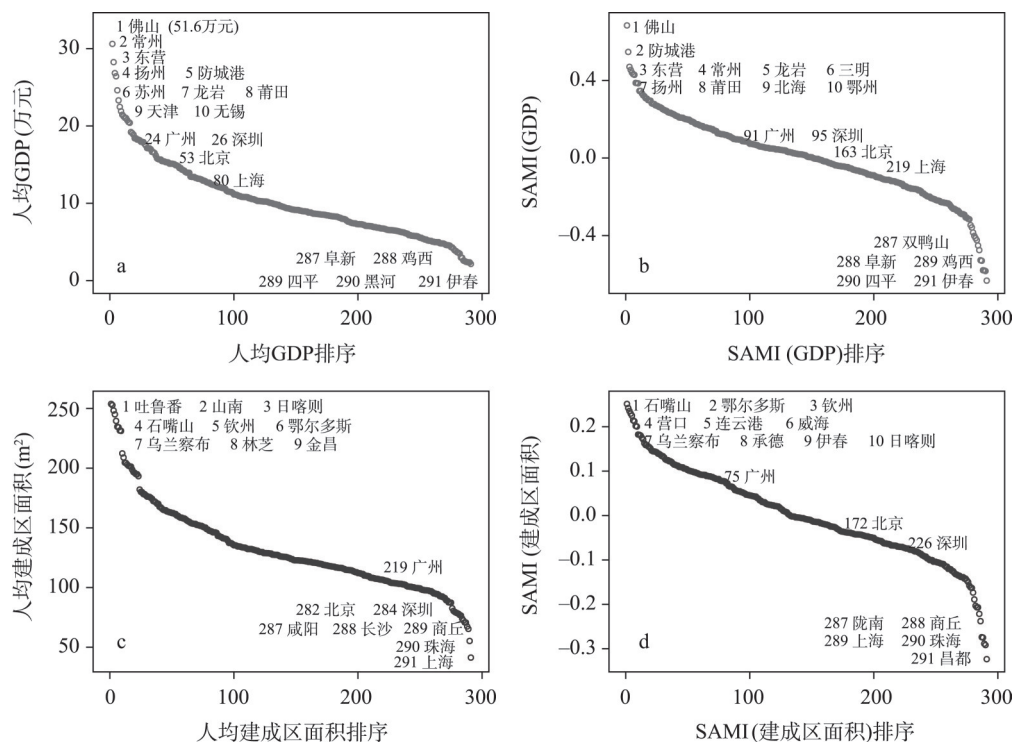 1 佛山 (51.6万元)
2 常州
3 东营
4 扬州 5 防城港
6 苏州 7 龙岩 8 莆田
9 天津 10 无锡
24 广州 26 深圳
53 北京
80 上海
287 阜新 288 鸡西
289 四平 290 黑河 291 伊春
a
30
20
10
0
人均GDP(万元)
0 100 200 300
人均GDP排序
1 佛山
2 防城港
3 东营 4 常州 5 龙岩 6 三明
7 扬州 8 莆田 9 北海 10 鄂州
91 广州 95 深圳
163 北京
219 上海
287 双鸭山
288 阜新 289 鸡西
290 四平 291 伊春
b
0.4
0.0
–0.4
SAMI (GDP)
0 100 200 300
SAMI (GDP)排序
1 吐鲁番 2 山南 3 日喀则
4 石嘴山 5 钦州 6 鄂尔多斯
7 乌兰察布 8 林芝 9 金昌
219 广州
282 北京 284 深圳
287 咸阳 288 长沙 289 商丘
290 珠海
291 上海
c
250
200
150
100
50
人均建成区面积(m²)
0 100 200 300
人均建成区面积排序
1 石嘴山 2 鄂尔多斯 3 钦州
4 营口 5 连云港 6 威海
7 乌兰察布 8 承德 9 伊春 10 日喀则
75 广州
172 北京
226 深圳
287 陇南 288 商丘
289 上海 290 珠海
291 昌都
d
0.2
0.1
0.0
–0.1
–0.2
–0.3
SAMI (建成区面积)
0 100 200 300
SAMI (建成区面积)排序